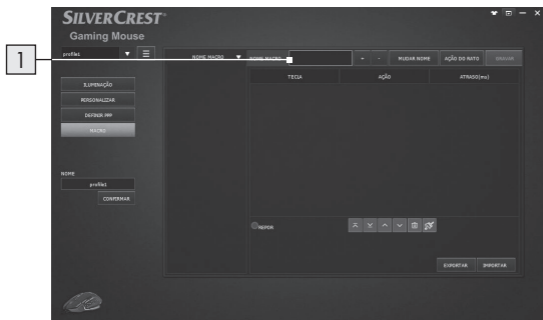 SILVERCREST®
Gaming Mouse
1
profile1
NOME MACRO
NOME MACRO
+ -
MUDAR NOME
AÇÃO DO RATO
GRAVAR
TECLA AÇÃO ATRASO(ms)
ILUMINAÇÃO
PERSONALIZAR
DEFINIR PPP
MACRO
NOME
profile1
CONFIRMAR
REPOR
EXPORTAR
IMPORTAR